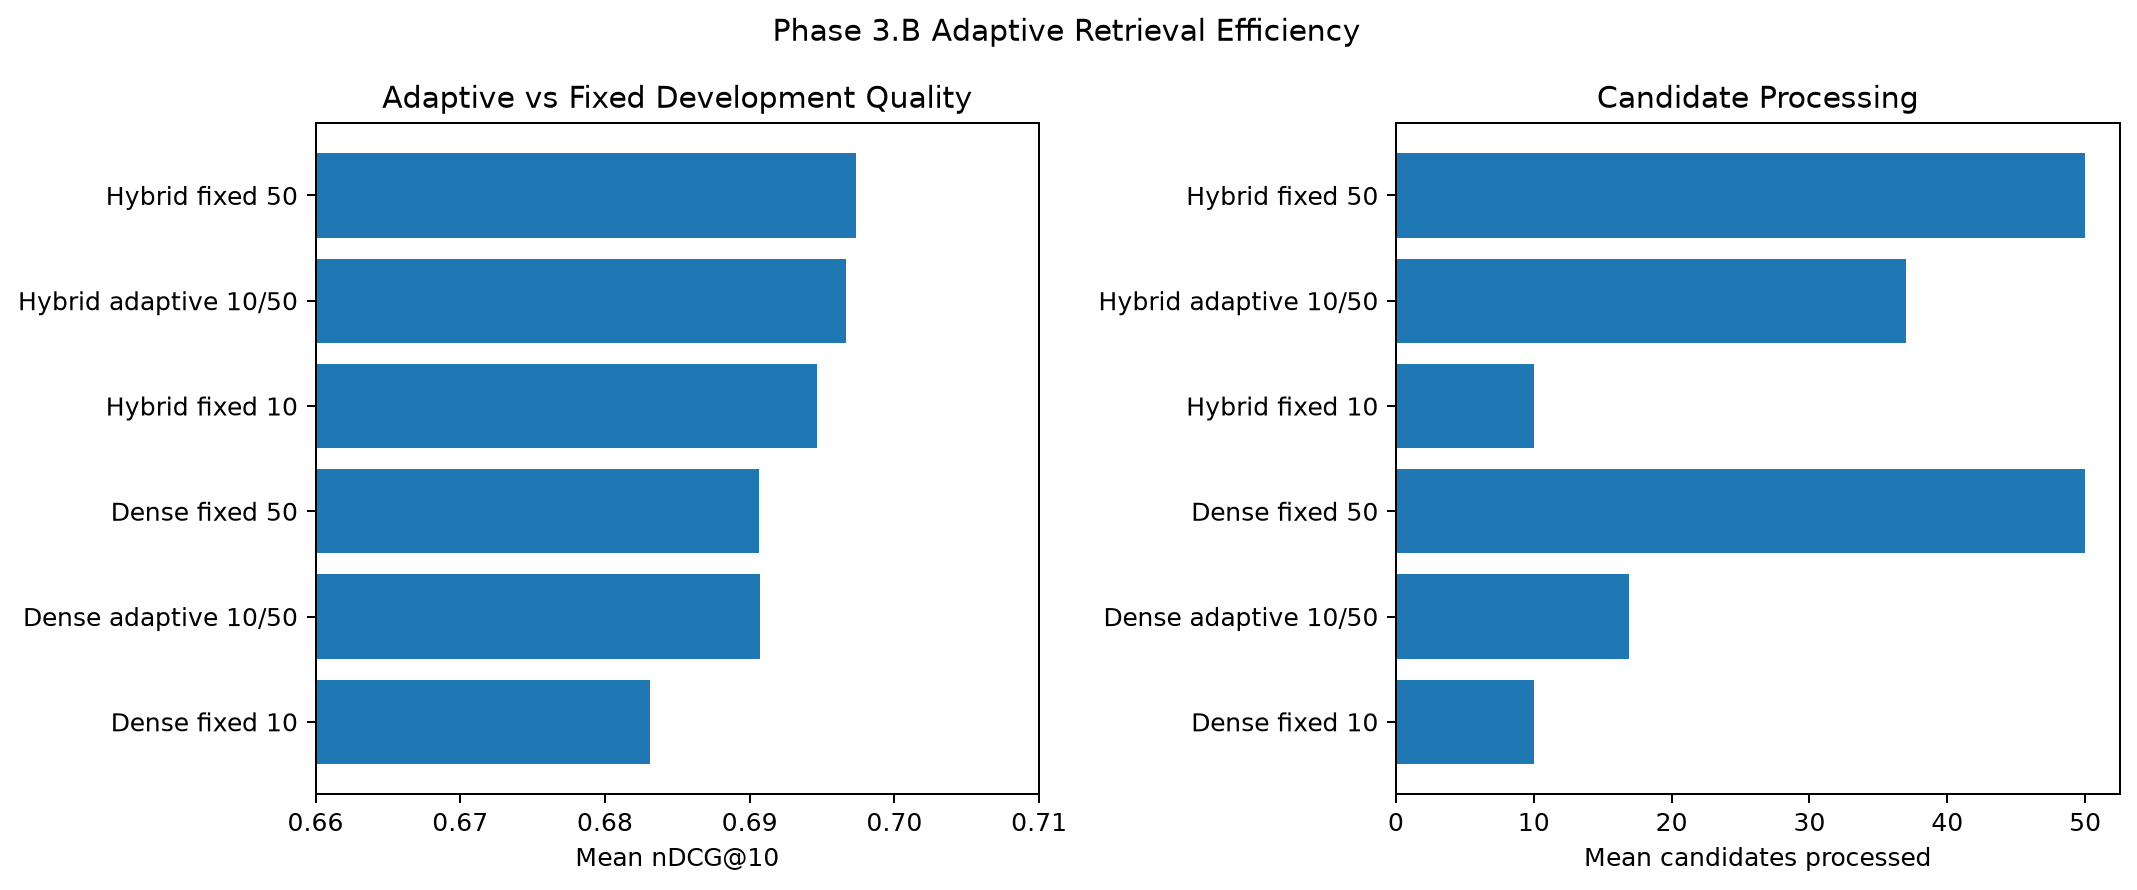 Phase 3.B Adaptive Retrieval Efficiency
Adaptive vs Fixed Development Quality
Hybrid fixed 50
Hybrid adaptive 10/50
Hybrid fixed 10
Dense fixed 50
Dense adaptive 10/50
Dense fixed 10
0.66 0.67 0.68 0.69 0.70 0.71
Mean nDCG@10
Candidate Processing
Hybrid fixed 50
Hybrid adaptive 10/50
Hybrid fixed 10
Dense fixed 50
Dense adaptive 10/50
Dense fixed 10
0 10 20 30 40 50
Mean candidates processed